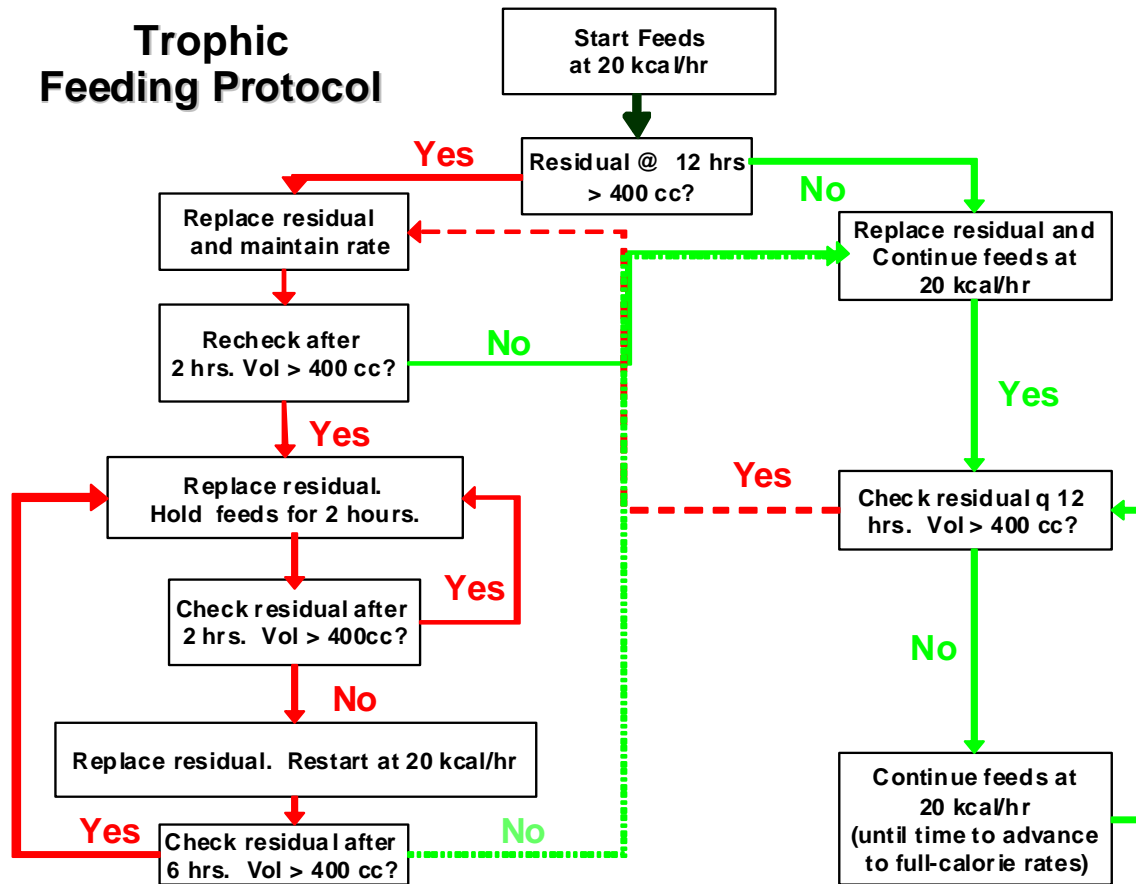 Trophic
Feeding Protocol
Start Feeds
at 20 kcal/hr
Residual @ 12 hrs
> 400 cc?
Yes
No
Replace residual
and maintain rate
Replace residual and
Continue feeds at
20 kcal/hr
Recheck after
2 hrs. Vol > 400 cc?
No
Yes
Yes
Replace residual.
Hold feeds for 2 hours.
Yes
Check residual q 12
hrs. Vol > 400 cc?
Check residual after
2 hrs. Vol > 400cc?
Yes
No
No
Replace residual. Restart at 20 kcal/hr
Continue feeds at
20 kcal/hr
(until time to advance
to full-calorie rates)
Yes
Check residual after
6 hrs. Vol > 400 cc?
No